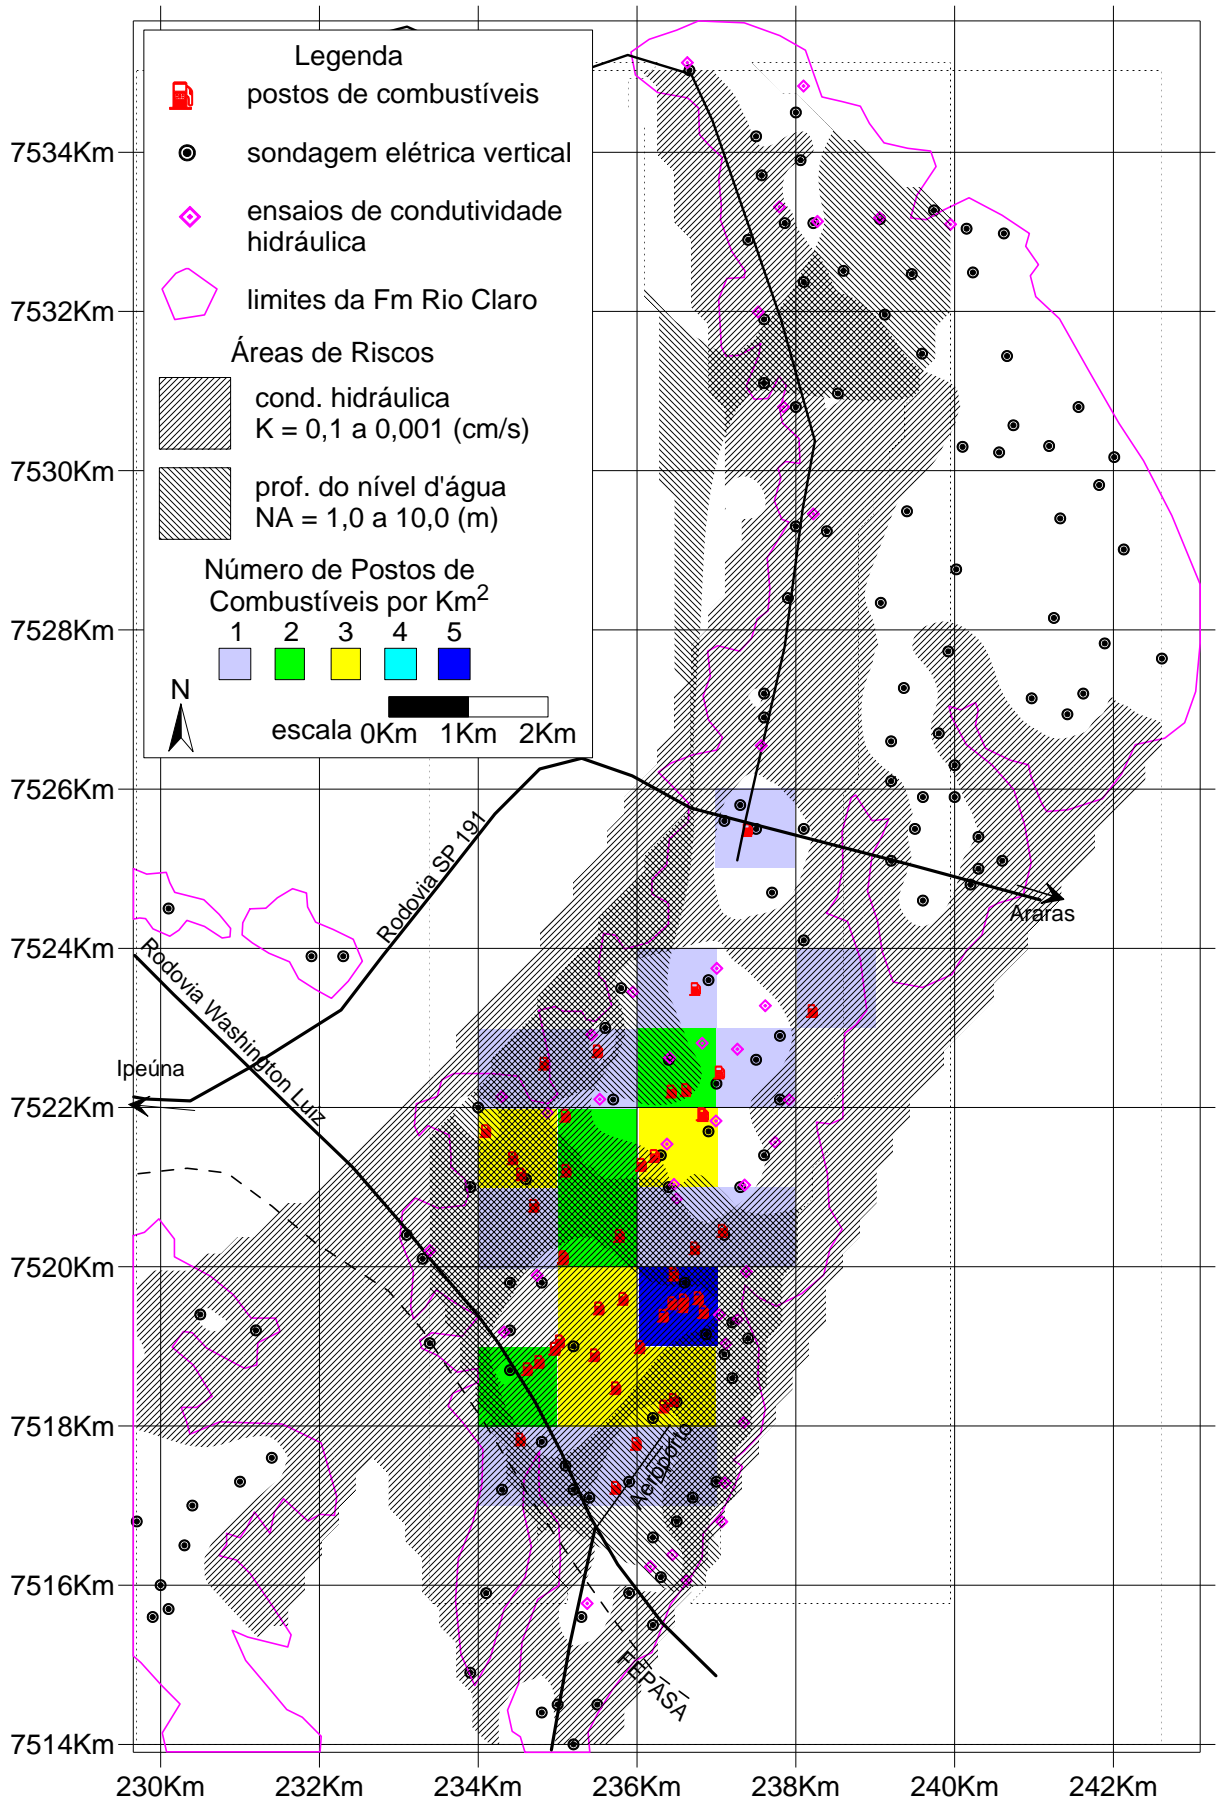 Legenda
postos de combustíveis
sondagem elétrica vertical
ensaios de condutividade
hidráulica
limites da Fm Rio Claro
Áreas de Riscos
cond. hidráulica
K = 0,1 a 0,001 (cm/s)
prof. do nível d'água
NA = 1,0 a 10,0 (m)
Número de Postos de
Combustíveis por Km2
1 2 3 4 5
N
escala 0Km 1Km 2Km
7534Km
7532Km
7530Km
7528Km
7526Km
7524Km
7522Km
7520Km
7518Km
7516Km
7514Km
Rodovia SP 191
Araras
Rodovia Washington Luiz
Ipeúna
Aeroporto
FEPASA
230Km 232Km 234Km 236Km 238Km 240Km 242Km